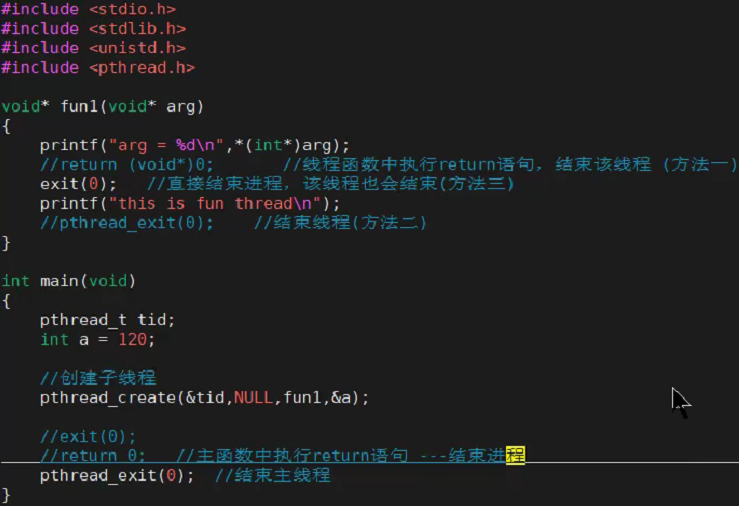 #include <stdio.h>
#include <stdlib.h>
#include <unistd.h>
#include <pthread.h>
void* fun1(void* arg)
{
printf("arg = %d\n",*(int*)arg);
//return (void*)0; //线程函数中执行return语句，结束该线程 (方法一)
exit(0); //直接结束进程，该线程也会结束(方法三)
printf("this is fun thread\n");
//pthread_exit(0); //结束线程(方法二)
}
int main(void)
{
pthread_t tid;
int a = 120;
//创建子线程
pthread_create(&tid,NULL,fun1,&a);
//exit(0);
//return 0; //主函数中执行return语句 ---结束进程
pthread_exit(0); //结束主线程
}